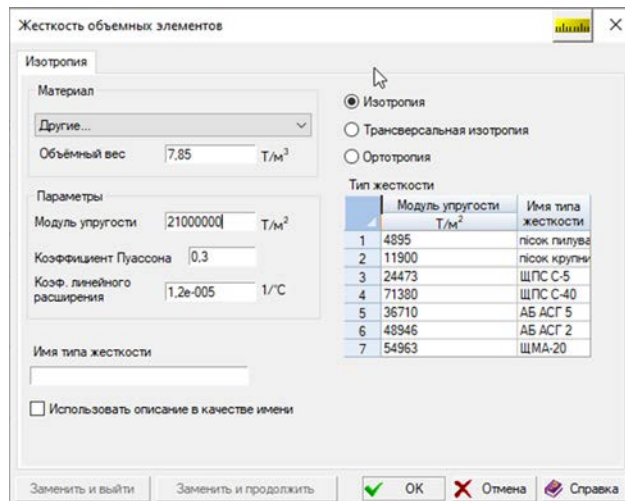 Жесткость объемных элементов
Изотропия
Материал
Другие...
Объёмный вес 7,85 Т/м³
Параметры
Модуль упругости 21000000 Т/м²
Коэффициент Пуассона 0,3
Коэф. линейного расширения 1,2e-005 1/°C
Имя типа жесткости
Использовать описание в качестве имени
Изотропия
Трансверсальная изотропия
Ортотропия
Тип жесткости
Модуль упругости Имя типа
Т/м² жесткости
1 4895 пісок пилува
2 11900 пісок крупни
3 24473 ЩПС С-5
4 71380 ЩПС С-40
5 36710 АБ АСГ 5
6 48946 АБ АСГ 2
7 54963 ЩМА-20
Заменить и выйти Заменить и продолжить OK Отмена Справка